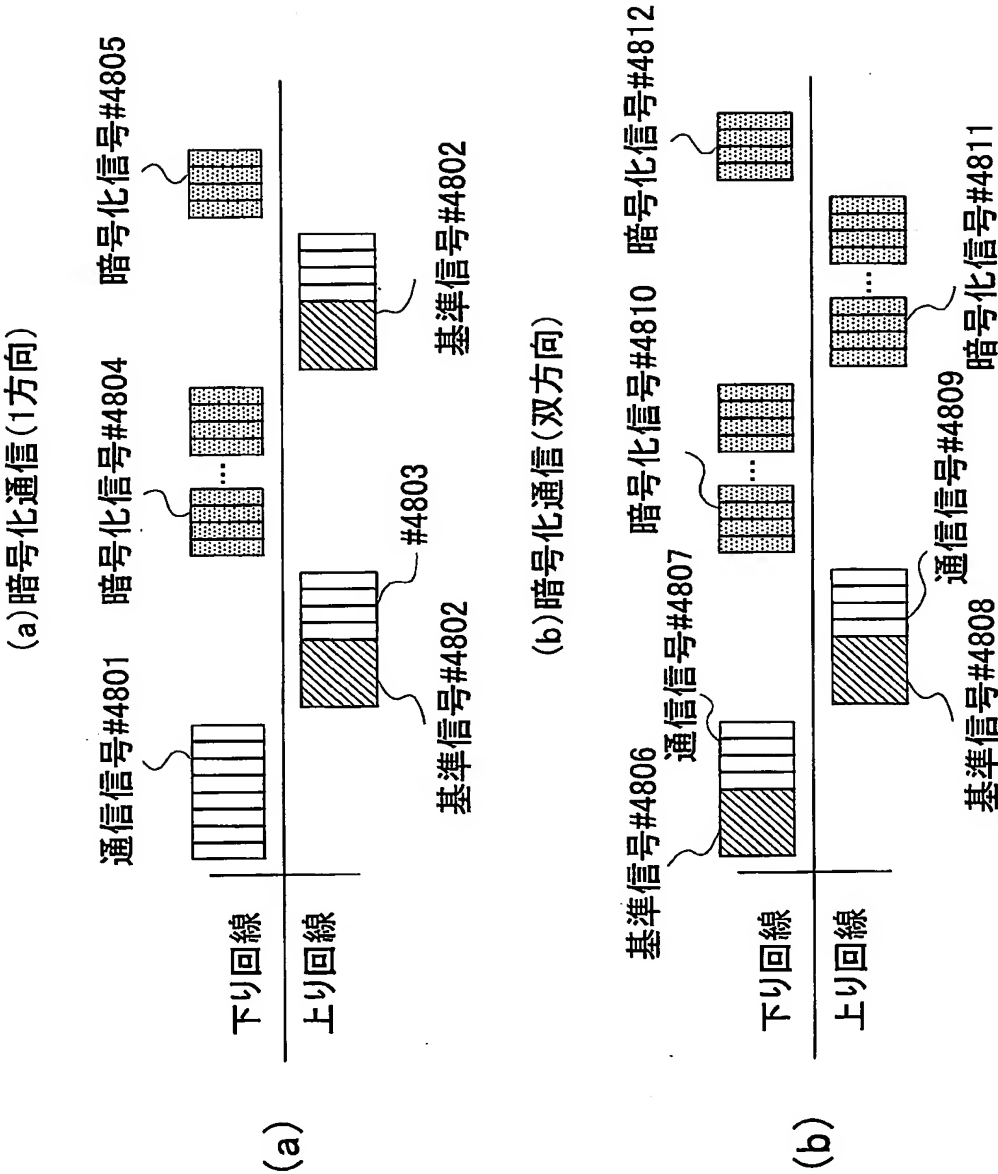 (a)暗号化通信(1方向)
通信信号#4801
暗号化信号#4804
暗号化信号#4805
下り回線
上り回線
基準信号#4802
#4803
基準信号#4802
(a)
(b)暗号化通信(双方向)
基準信号#4806
通信信号#4807
暗号化信号#4810
暗号化信号#4812
下り回線
上り回線
基準信号#4808
通信信号#4809
暗号化信号#4811
(b)